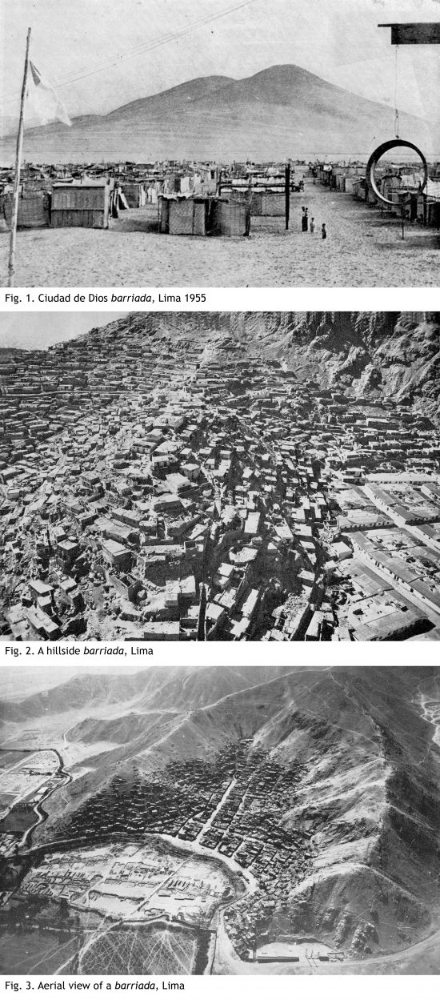 Fig. 1. Ciudad de Dios barriada, Lima 1955
Fig. 2. A hillside barriada, Lima
Fig. 3. Aerial view of a barriada, Lima